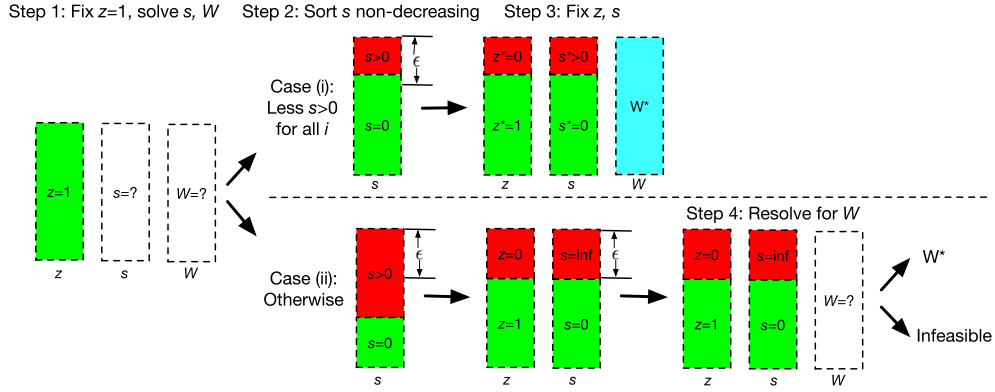 Step 1: Fix z=1, solve s, W
Step 2: Sort s non-decreasing
Step 3: Fix z, s
z=1
s=?
W=?
z
s
W
Case (i):
Less s>0
for all i
s>0
s=0
ϵ
s
z*=0
z*=1
z
s*>0
s*=0
s
W*
W
Step 4: Resolve for W
Case (ii):
Otherwise
s>0
s=0
ϵ
s
z=0
z=1
z
s=inf
s=0
ϵ
s
z=0
z=1
z
s=inf
s=0
s
W=?
W
W*
Infeasible